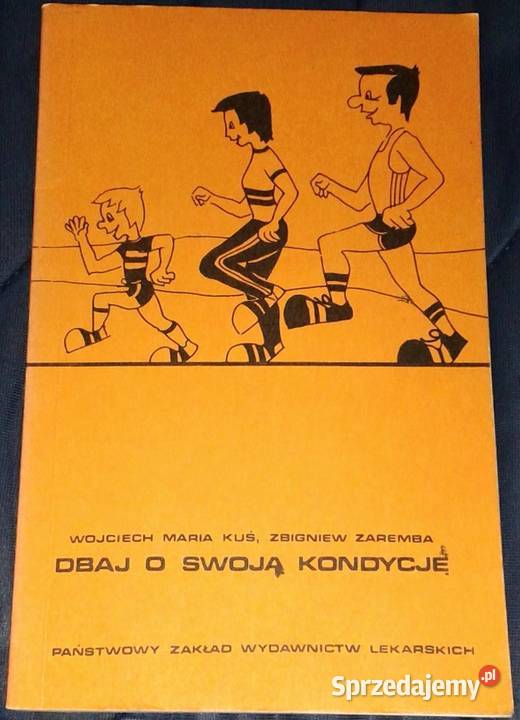 WOJCIECH MARIA KUŚ, ZBIGNIEW ZAREMBA
DBAJ O SWOJĄ KONDYCJĘ
PAŃSTWOWY ZAKŁAD WYDAWNICTW LEKARSKICH
Sprzedajemy.pl